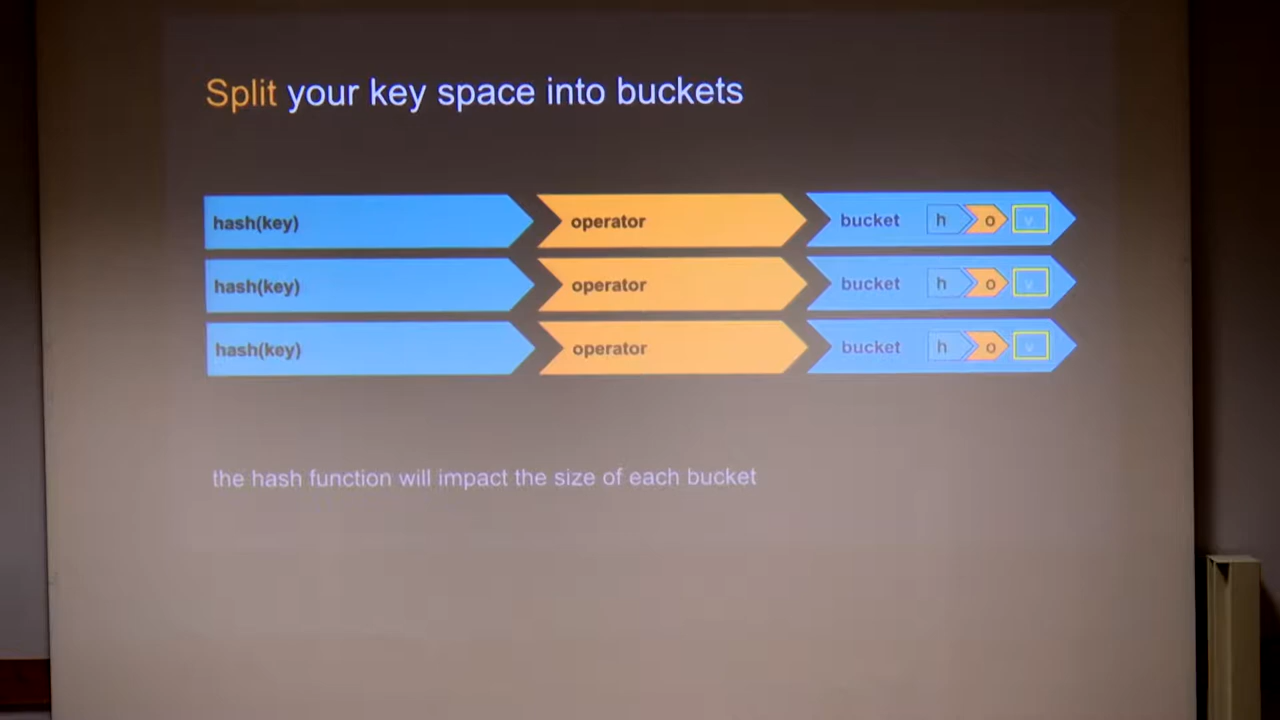 Split your key space into buckets
hash(key) operator bucket h o v
hash(key) operator bucket h o v
hash(key) operator bucket h o v
the hash function will impact the size of each bucket